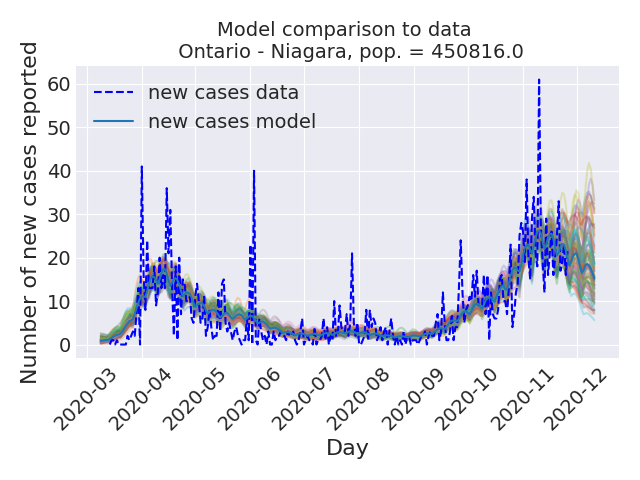 Model comparison to data
Ontario - Niagara, pop. = 450816.0
Number of new cases reported
60
50
40
30
20
10
0
new cases data
new cases model
2020-03
2020-04
2020-05
2020-06
2020-07
2020-08
2020-09
2020-10
2020-11
2020-12
Day